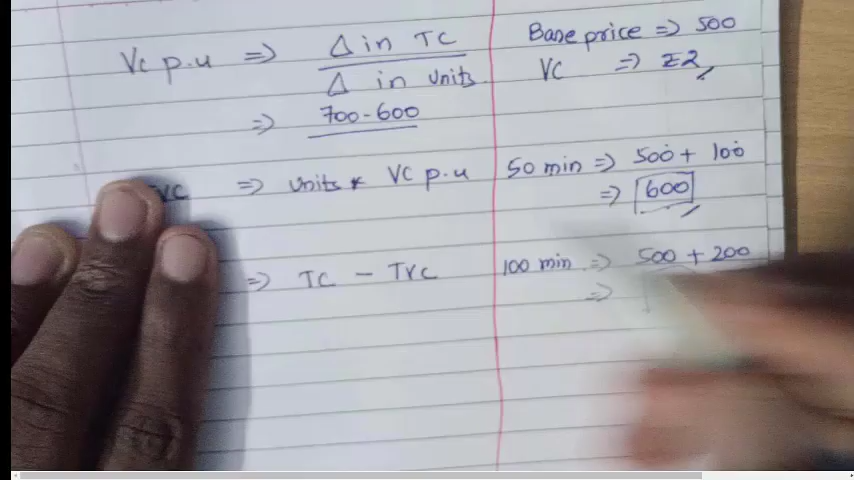 Vc p.u => Δ in TC
Δ in units
=> 700-600
VC => units * VC p.u
=> TC - TVC
Base price => 500
VC => ₹2
50 min => 500 + 100
=> 600
100 min => 500 + 200
=>